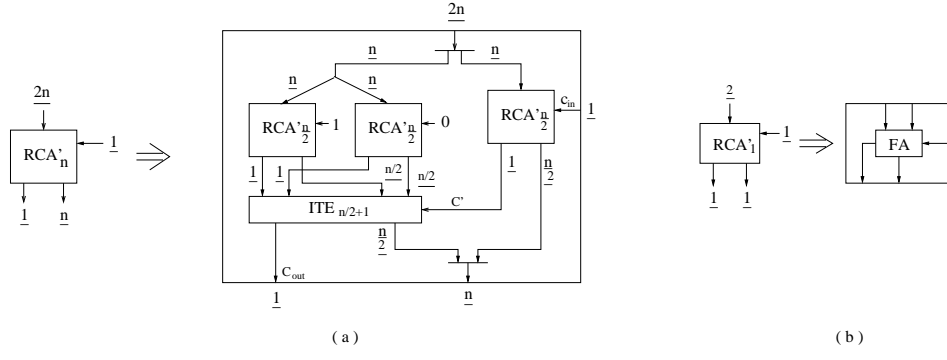 2n
RCA'n
1
1
n
2n
n
n
n
n
RCA'n/2
1
RCA'n/2
0
RCA'n/2
cin
1
1
1
n/2
n/2
1
n/2
ITE n/2+1
C'
n/2
Cout
1
n
( a )
2
RCA'1
1
1
1
FA
( b )